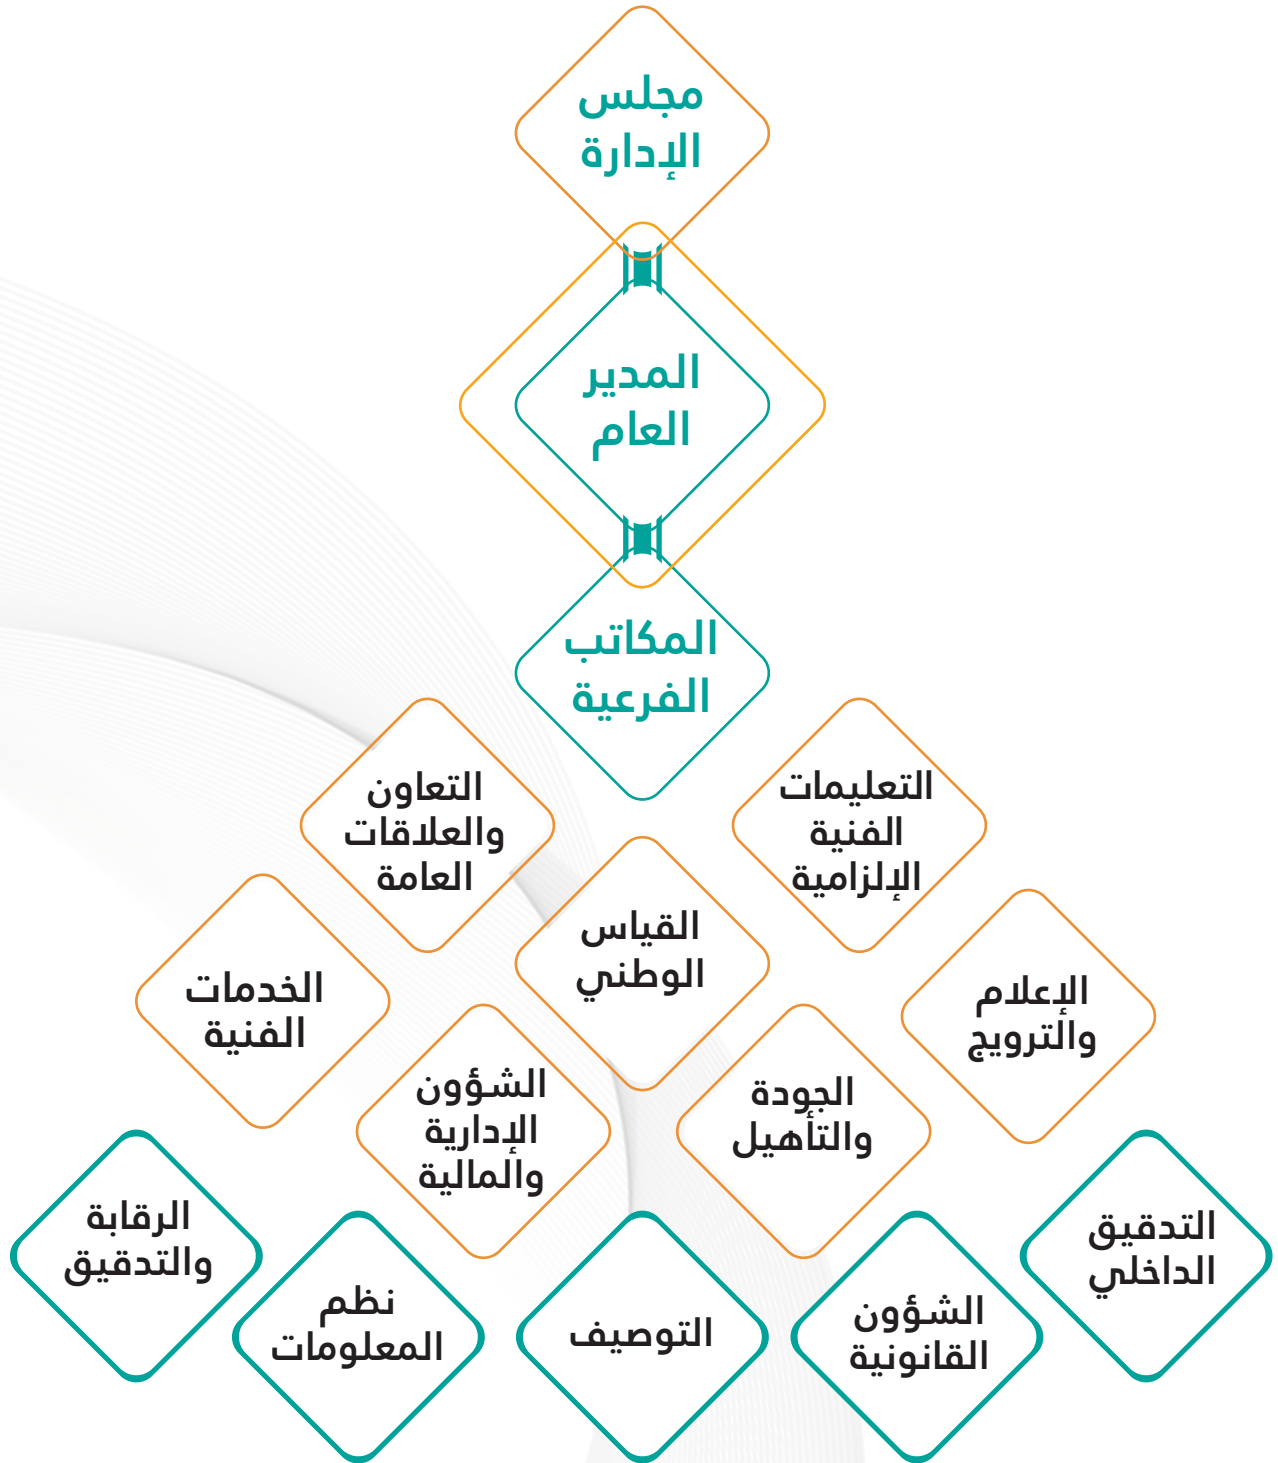 مجلس
الإدارة
المدير
العام
المكاتب
الفرعية
التعليمات
الفنية
الإلزامية
التعاون
والعلاقات
العامة
القياس
الوطني
الإعلام
والترويج
الخدمات
الفنية
الجودة
والتأهيل
الشؤون
الإدارية
والمالية
التدقيق
الداخلي
الرقابة
والتدقيق
الشؤون
القانونية
التوصيف
نظم
المعلومات